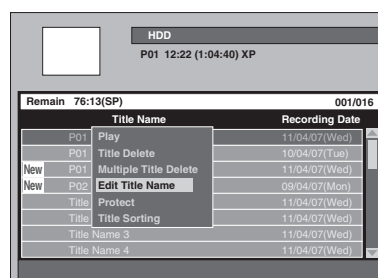 HDD
P01 12:22 (1:04:40) XP
Remain 76:13(SP) 001/016
Title Name Recording Date
P01 11/04/07(Wed)
Play
P01 10/04/07(Tue)
Title Delete
New P01 11/04/07(Wed)
Multiple Title Delete
New P02 09/04/07(Mon)
Edit Title Name
Title 11/04/07(Wed)
Protect
Title 11/04/07(Wed)
Title Sorting
Title Name 3 11/04/07(Wed)
Title Name 4 11/04/07(Wed)